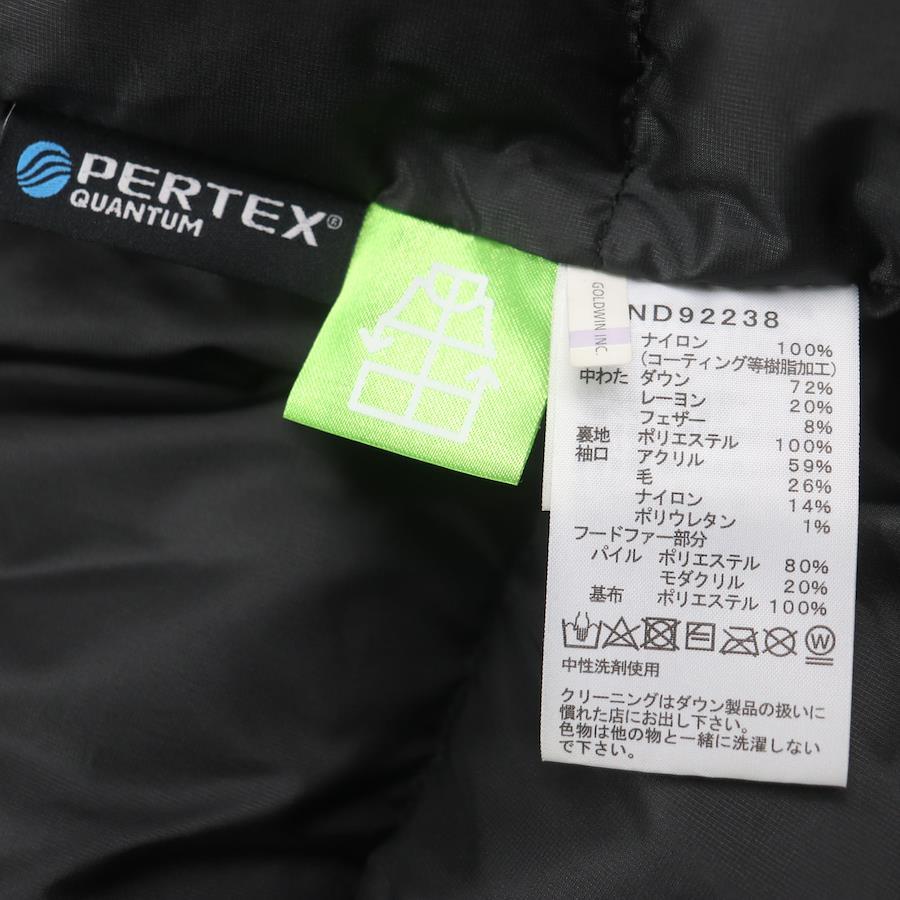 PERTEX®
QUANTUM
GOLDWIN INC.
ND92238
ナイロン 100%
(コーティング等樹脂加工)
中わた ダウン 72%
レーヨン 20%
フェザー 8%
裏地 ポリエステル 100%
袖口 アクリル 59%
毛 26%
ナイロン 14%
ポリウレタン 1%
フードファー部分
パイル ポリエステル 80%
モダクリル 20%
基布 ポリエステル 100%
W
中性洗剤使用
クリーニングはダウン製品の扱いに
慣れた店にお出し下さい。
色物は他の物と一緒に洗濯しない
で下さい。